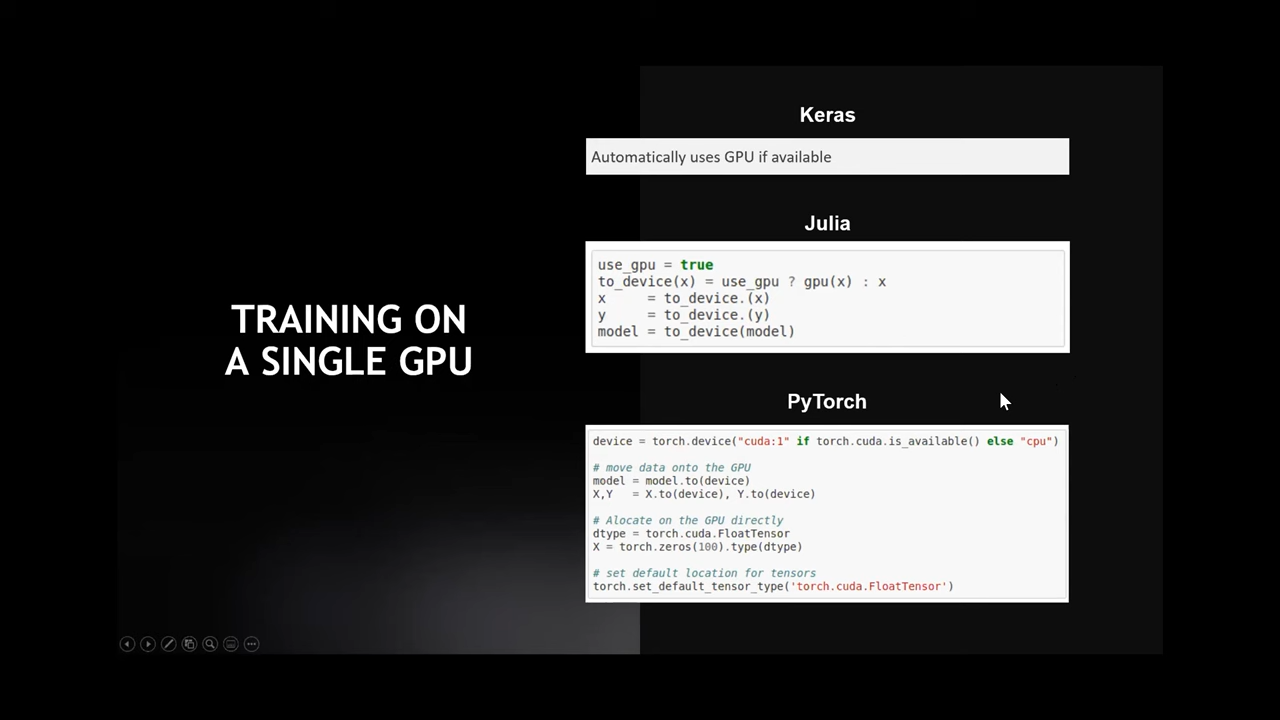 TRAINING ON
A SINGLE GPU
Keras
Automatically uses GPU if available
Julia
use_gpu = true
to_device(x) = use_gpu ? gpu(x) : x
x     = to_device.(x)
y     = to_device.(y)
model = to_device(model)
PyTorch
device = torch.device("cuda:1" if torch.cuda.is_available() else "cpu")
# move data onto the GPU
model = model.to(device)
X,Y   = X.to(device), Y.to(device)
# Alocate on the GPU directly
dtype = torch.cuda.FloatTensor
X = torch.zeros(100).type(dtype)
# set default location for tensors
torch.set_default_tensor_type('torch.cuda.FloatTensor')